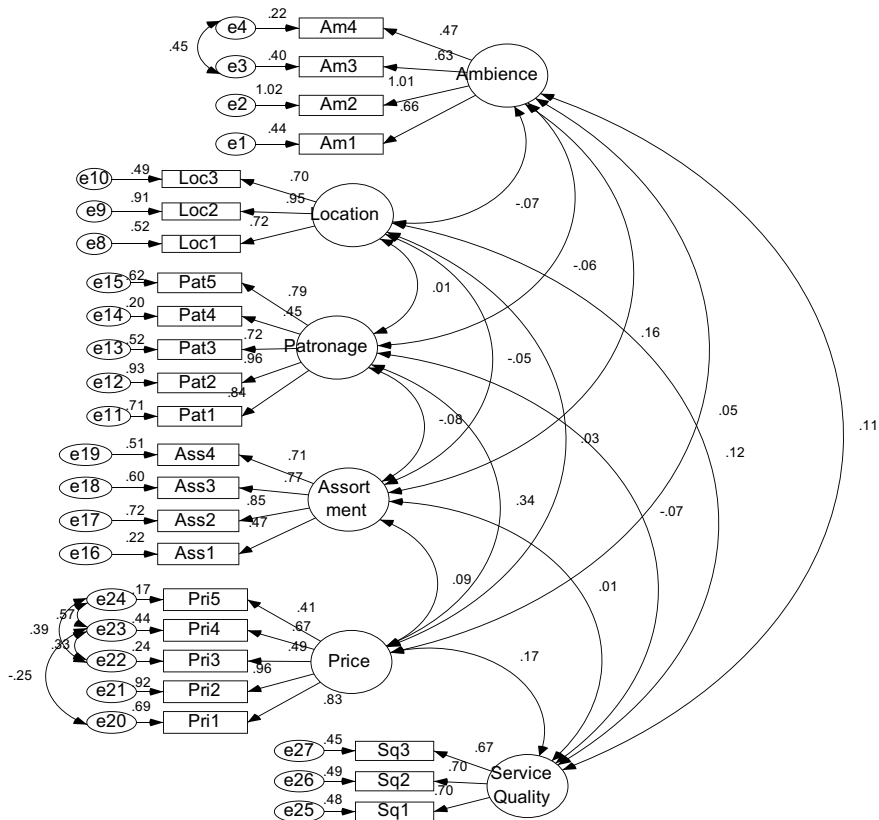 e4 .22 Am4 .47
.45 e3 .40 Am3 .63 Ambience
e2 1.02 Am2 1.01
e1 .44 Am1 .66
e10 .49 Loc3 .70
e9 .91 Loc2 .95 Location -.07
e8 .52 Loc1 .72
-.06
e15 .62 Pat5 .79 .01
e14 .20 Pat4 .45
e13 .52 Pat3 .72 Patronage .16
e12 .93 Pat2 .96 -.05
e11 .71 Pat1 .84
-.08 .03 .05 .11
e19 .51 Ass4 .71 .12
e18 .60 Ass3 .77 Assort
e17 .72 Ass2 .85 ment .34 -.07
e16 .22 Ass1 .47
.09 .01
e24 .17 Pri5 .41
.39 .57 e23 .44 Pri4 .67
.33 e22 .24 Pri3 .49 Price .17
-.25 e21 .92 Pri2 .96
e20 .69 Pri1 .83
e27 .45 Sq3 .67
e26 .49 Sq2 .70 Service
e25 .48 Sq1 .70 Quality